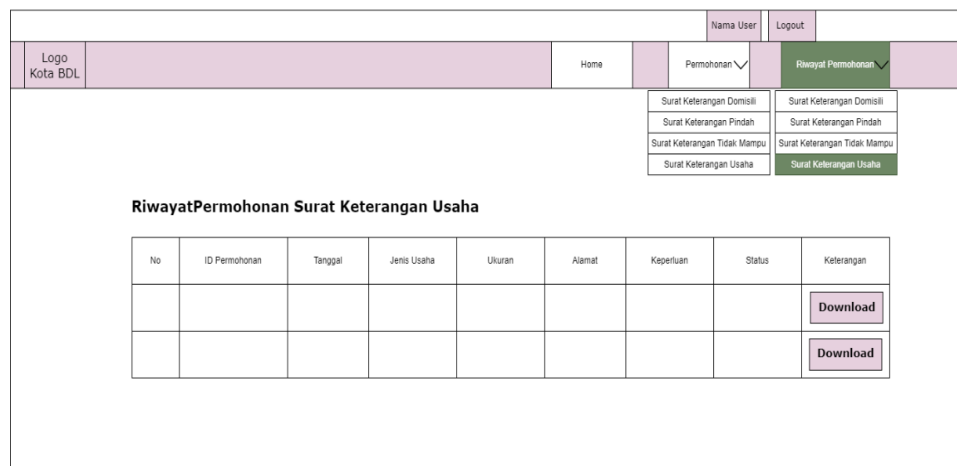 Nama User
Logout
Logo
Kota BDL
Home
Permohonan
Riwayat Permohonan
Surat Keterangan Domisili
Surat Keterangan Domisili
Surat Keterangan Pindah
Surat Keterangan Pindah
Surat Keterangan Tidak Mampu
Surat Keterangan Tidak Mampu
Surat Keterangan Usaha
Surat Keterangan Usaha
RiwayatPermohonan Surat Keterangan Usaha
No
ID Permohonan
Tanggal
Jenis Usaha
Ukuran
Alamat
Keperluan
Status
Keterangan
Download
Download